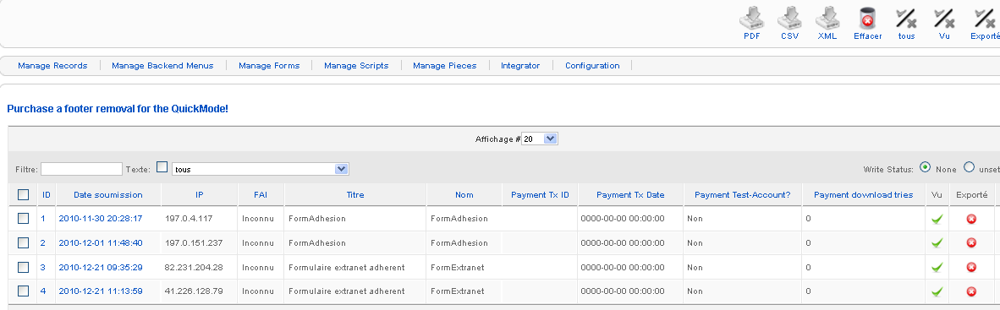 PDF CSV XML Effacer tous Vu Exporté
Manage Records Manage Backend Menus Manage Forms Manage Scripts Manage Pieces Integrator Configuration
Purchase a footer removal for the QuickMode!
Affichage # 20
Filtre: Texte: tous Write Status: None unset
ID Date soumission IP FAI Titre Nom Payment Tx ID Payment Tx Date Payment Test-Account? Payment download tries Vu Exporté
1 2010-11-30 20:28:17 197.0.4.117 Inconnu FormAdhesion FormAdhesion 0000-00-00 00:00:00 Non 0
2 2010-12-01 11:48:40 197.0.151.237 Inconnu FormAdhesion FormAdhesion 0000-00-00 00:00:00 Non 0
3 2010-12-21 09:35:29 82.231.204.28 Inconnu Formulaire extranet adherent FormExtranet 0000-00-00 00:00:00 Non 0
4 2010-12-21 11:13:59 41.226.128.79 Inconnu Formulaire extranet adherent FormExtranet 0000-00-00 00:00:00 Non 0